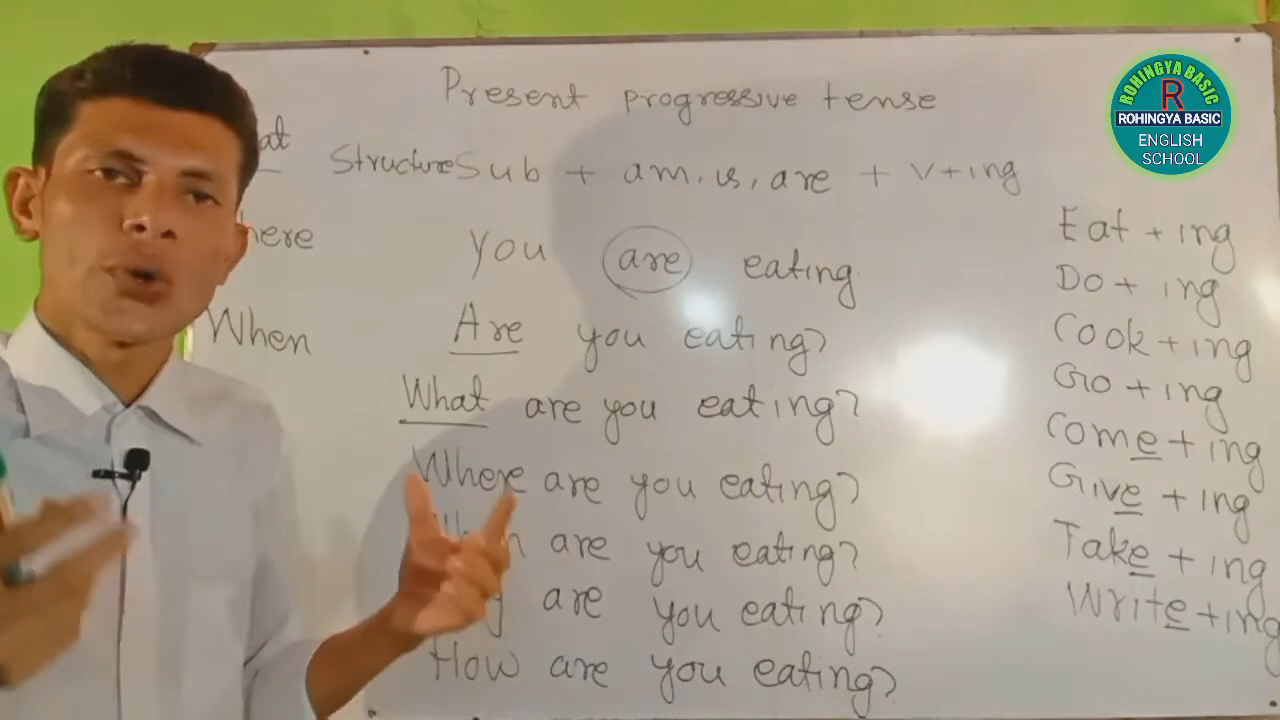 Present progressive tense
Structure Sub + am, is, are + v+ing
You are eating
When
Are you eating?
What are you eating?
Where are you eating?
are you eating?
are you eating?
How are you eating?
Eat + ing
Do + ing
Cook + ing
Go + ing
Come + ing
Give + ing
Take + ing
Write + ing
ROHINGYA BASIC
R
ROHINGYA BASIC
ENGLISH
SCHOOL